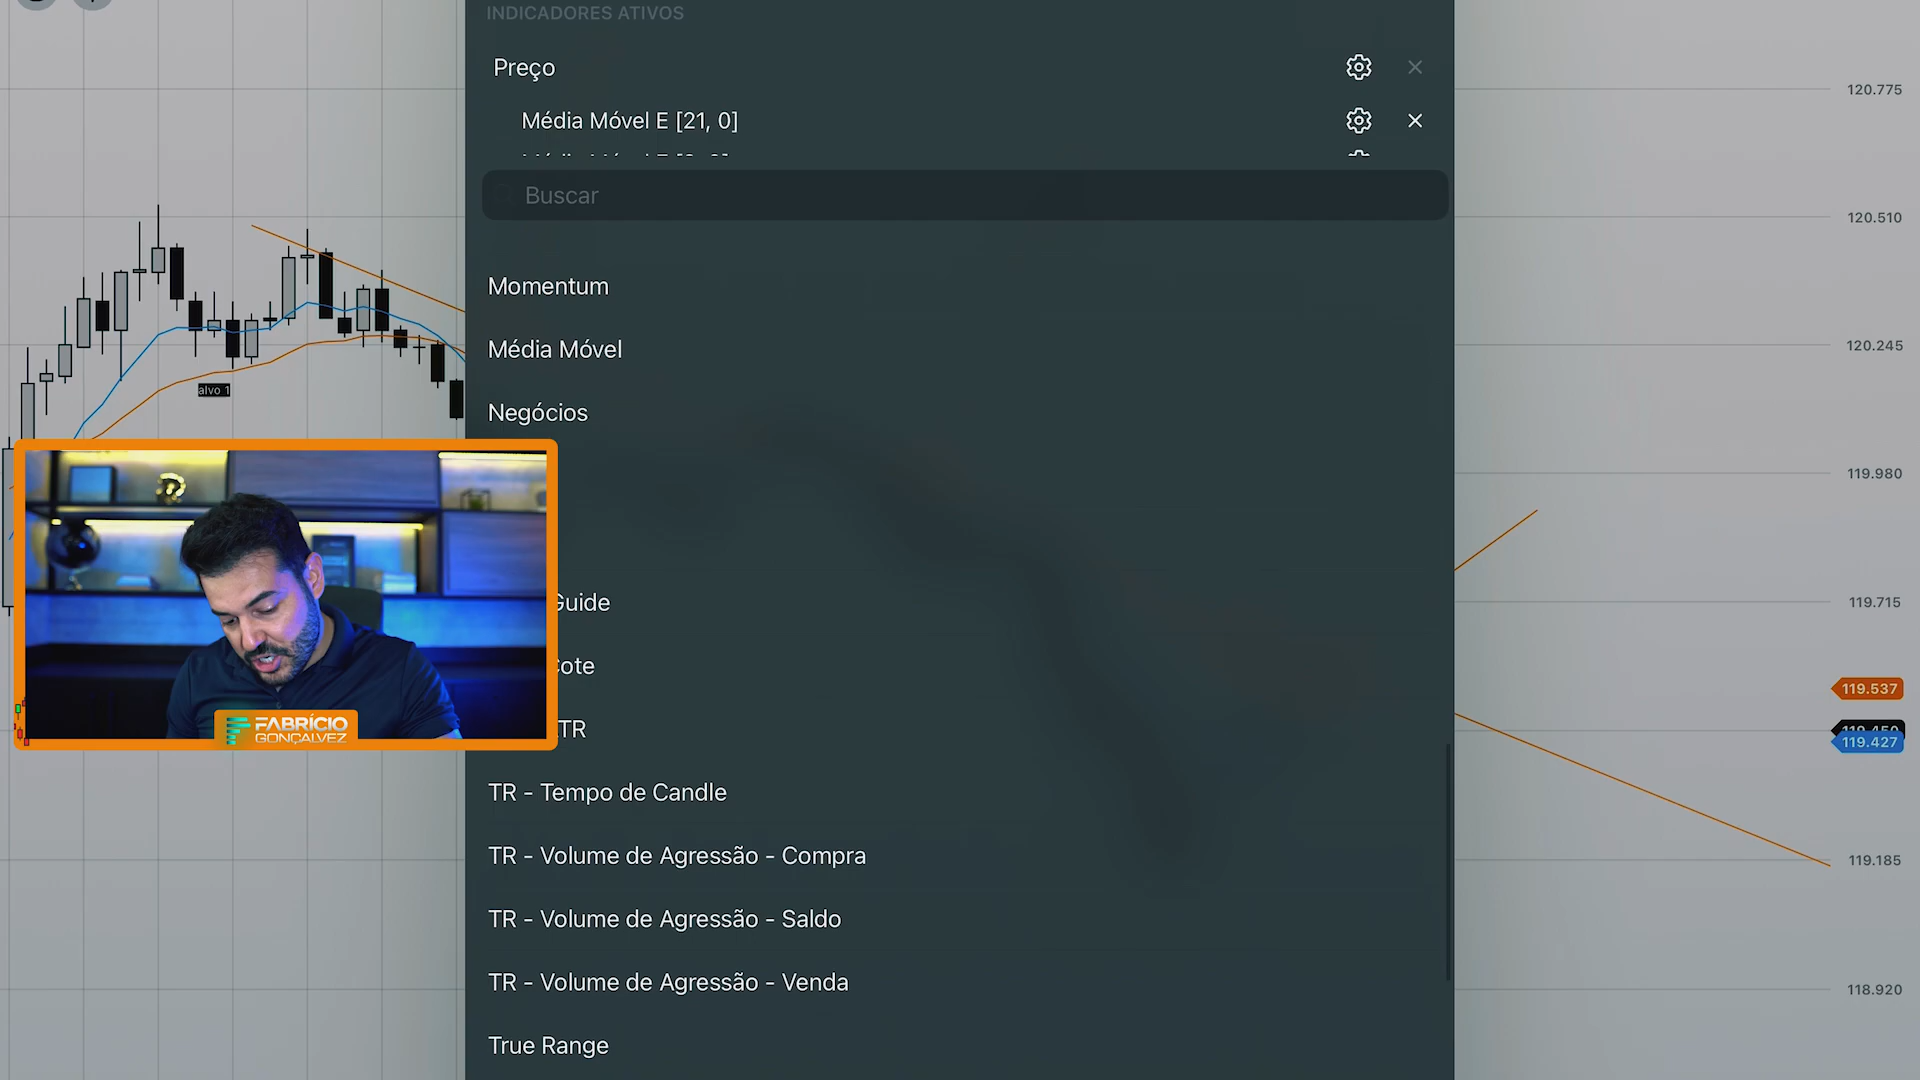 INDICADORES ATIVOS
Preço
Média Móvel E [21, 0]
Buscar
Momentum
Média Móvel
Negócios
Guide
TR
TR - Tempo de Candle
TR - Volume de Agressão - Compra
TR - Volume de Agressão - Saldo
TR - Volume de Agressão - Venda
True Range
alvo 1
FABRÍCIO
GONÇALVEZ
120.775
120.510
120.245
119.980
119.715
119.537
119.427
119.185
118.920